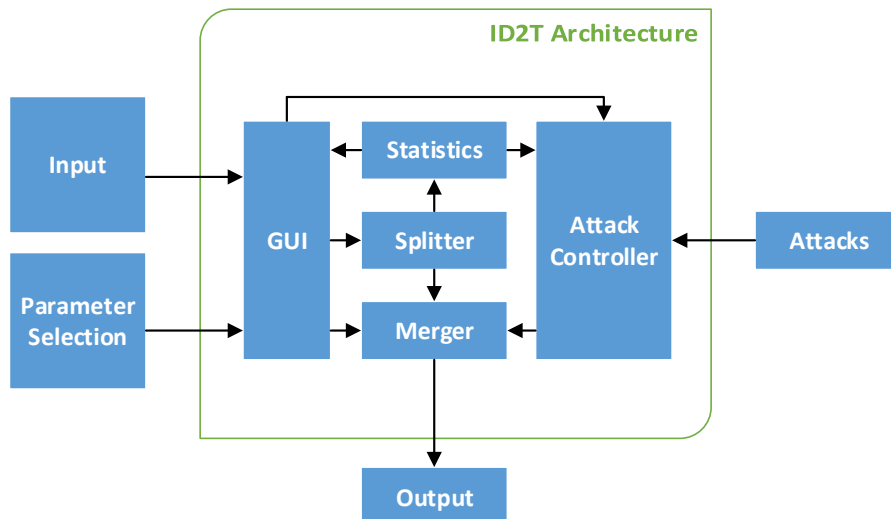 ID2T Architecture
Input
Statistics
GUI
Splitter
Attack
Controller
Attacks
Parameter
Selection
Merger
Output